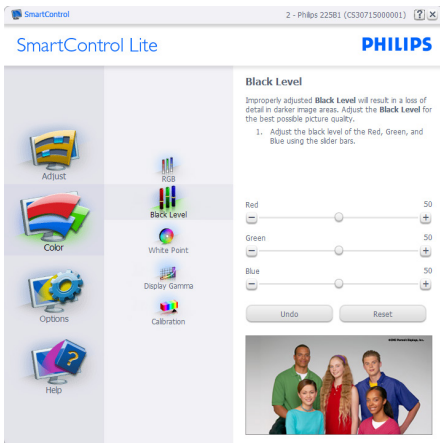 SmartControl
2 - Philips 225B1 (CS30715000001)
SmartControl Lite
PHILIPS
Adjust
Color
Options
Help
RGB
Black Level
White Point
Display Gamma
Calibration
Black Level
Improperly adjusted Black Level will result in a loss of
detail in darker image areas. Adjust the Black Level for
the best possible picture quality.
1. Adjust the black level of the Red, Green, and
Blue using the slider bars.
Red 50
Green 50
Blue 50
Undo
Reset